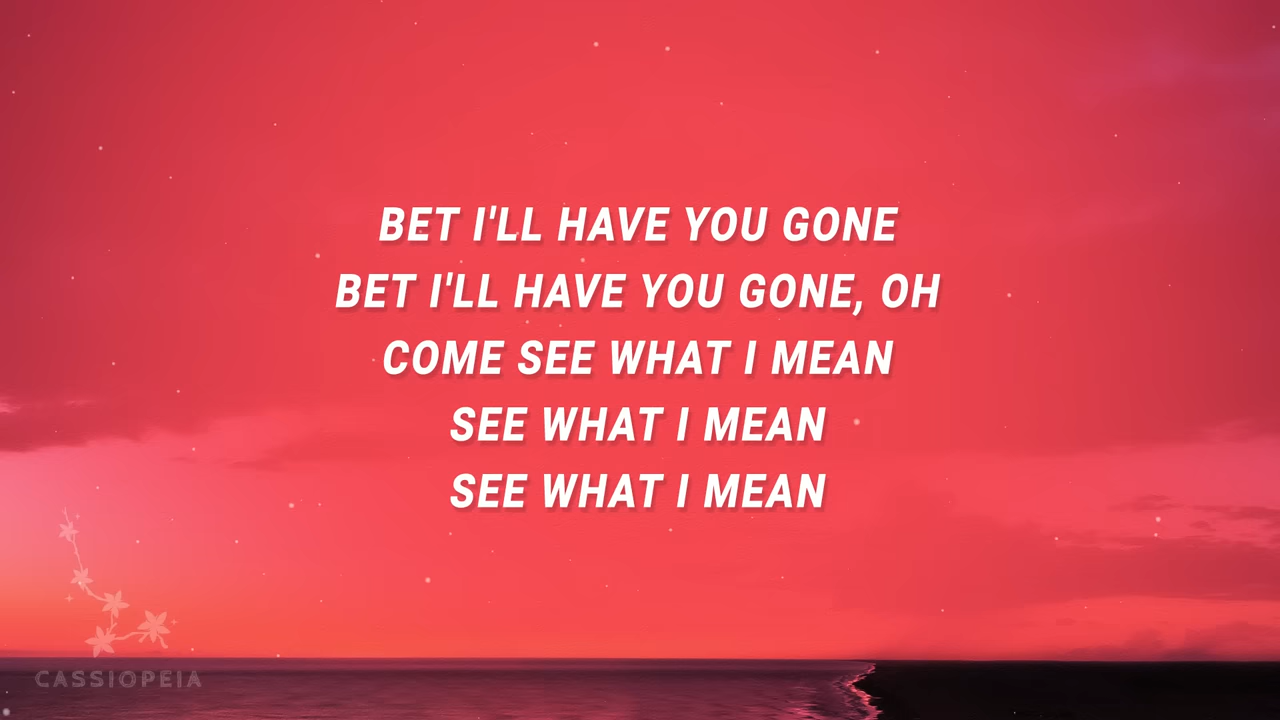 BET I'LL HAVE YOU GONE
BET I'LL HAVE YOU GONE, OH
COME SEE WHAT I MEAN
SEE WHAT I MEAN
SEE WHAT I MEAN
CASSIOPEIA